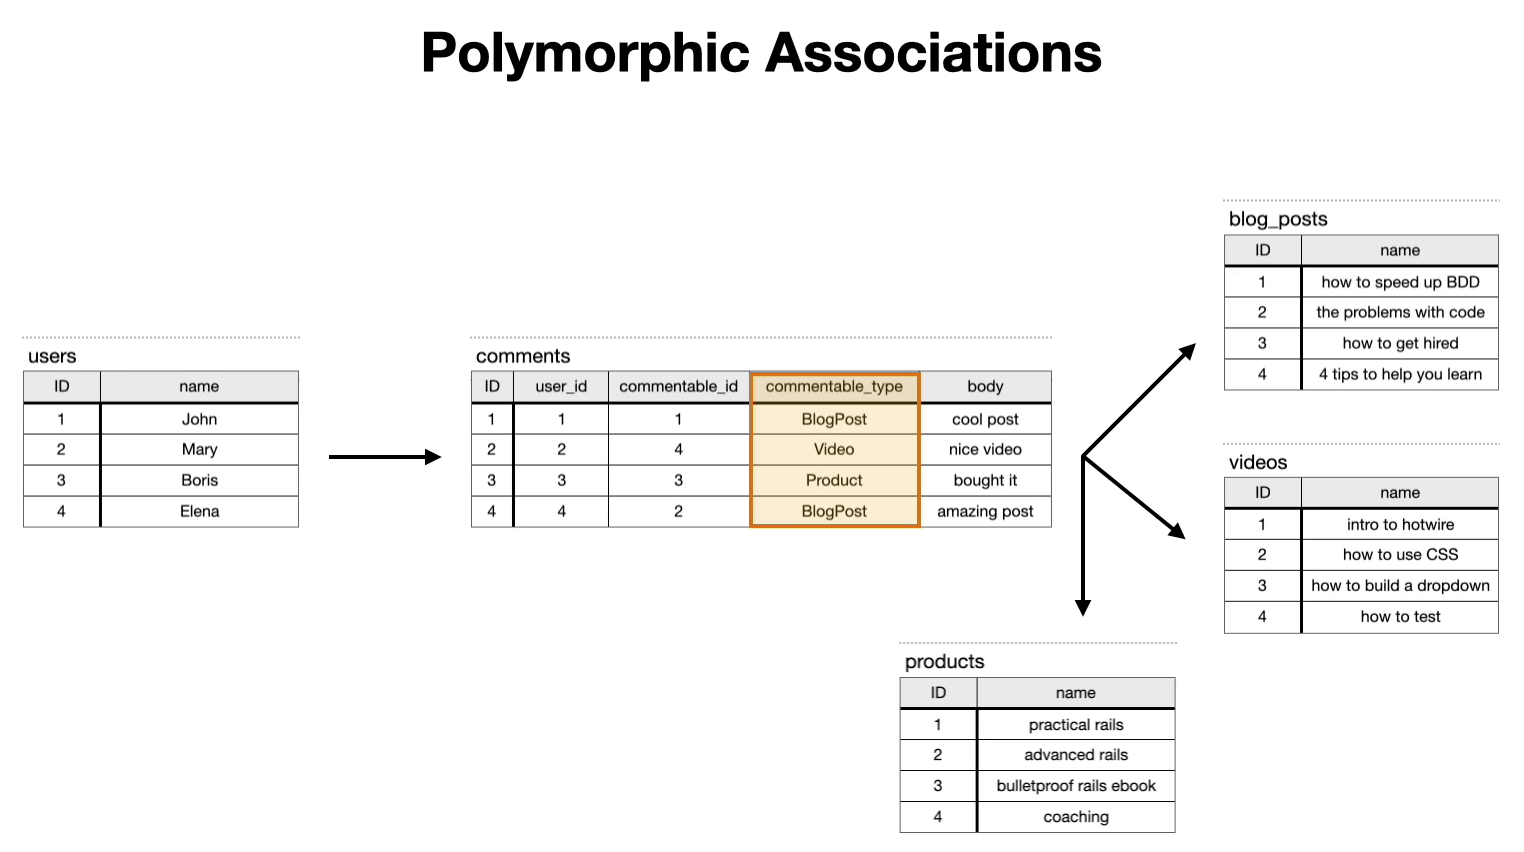 Polymorphic Associations
users
ID name
1 John
2 Mary
3 Boris
4 Elena
comments
ID user_id commentable_id commentable_type body
1 1 1 BlogPost cool post
2 2 4 Video nice video
3 3 3 Product bought it
4 4 2 BlogPost amazing post
blog_posts
ID name
1 how to speed up BDD
2 the problems with code
3 how to get hired
4 4 tips to help you learn
videos
ID name
1 intro to hotwire
2 how to use CSS
3 how to build a dropdown
4 how to test
products
ID name
1 practical rails
2 advanced rails
3 bulletproof rails ebook
4 coaching